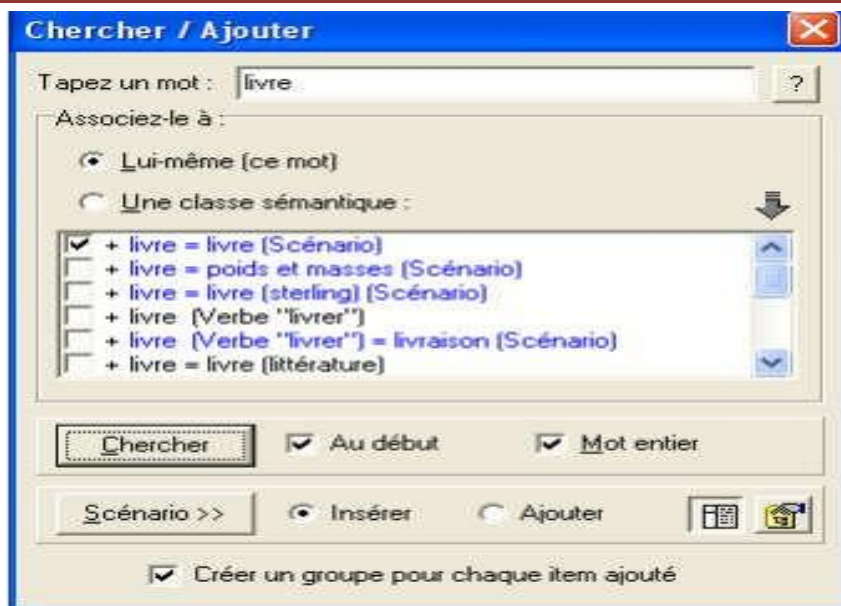 Chercher / Ajouter
Tapez un mot : livre ?
Associez-le à :
Lui-même (ce mot)
Une classe sémantique :
+ livre = livre (Scénario)
+ livre = poids et masses (Scénario)
+ livre = livre (sterling) (Scénario)
+ livre (Verbe "livrer")
+ livre (Verbe "livrer") = livraison (Scénario)
+ livre = livre (littérature)
Chercher Au début Mot entier
Scénario >> Insérer Ajouter
Créer un groupe pour chaque item ajouté